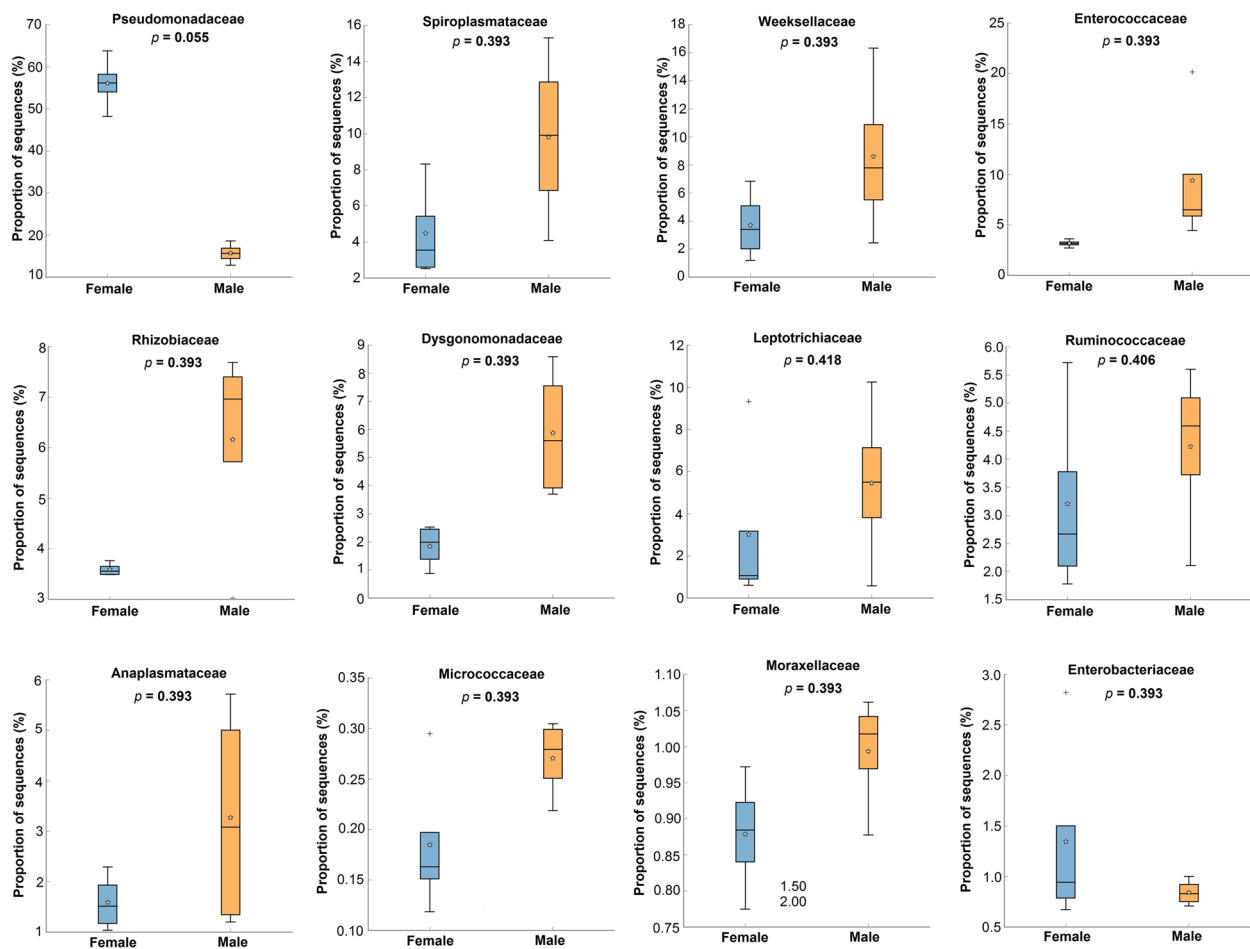 Pseudomonadaceae
p = 0.055
Proportion of sequences (%)
70
60
50
40
30
20
10
Female
Male
Spiroplasmataceae
p = 0.393
Proportion of sequences (%)
16
14
12
10
8
6
4
2
Female
Male
Weeksellaceae
p = 0.393
Proportion of sequences (%)
18
16
14
12
10
8
6
4
2
0
Female
Male
Enterococcaceae
p = 0.393
Proportion of sequences (%)
25
20
15
10
5
0
Female
Male
Rhizobiaceae
p = 0.393
Proportion of sequences (%)
8
7
6
5
4
3
Female
Male
Dysgonomonadaceae
p = 0.393
Proportion of sequences (%)
9
8
7
6
5
4
3
2
1
0
Female
Male
Leptotrichiaceae
p = 0.418
Proportion of sequences (%)
12
10
8
6
4
2
0
Female
Male
Ruminococcaceae
p = 0.406
Proportion of sequences (%)
6.0
5.5
5.0
4.5
4.0
3.5
3.0
2.5
2.0
1.5
Female
Male
Anaplasmataceae
p = 0.393
Proportion of sequences (%)
6
5
4
3
2
1
Female
Male
Micrococcaceae
p = 0.393
Proportion of sequences (%)
0.35
0.30
0.25
0.20
0.15
0.10
Female
Male
Moraxellaceae
p = 0.393
Proportion of sequences (%)
1.10
1.05
1.00
0.95
0.90
0.85
0.80
0.75
1.50
2.00
Female
Male
Enterobacteriaceae
p = 0.393
Proportion of sequences (%)
3.0
2.5
2.0
1.5
1.0
0.5
Female
Male